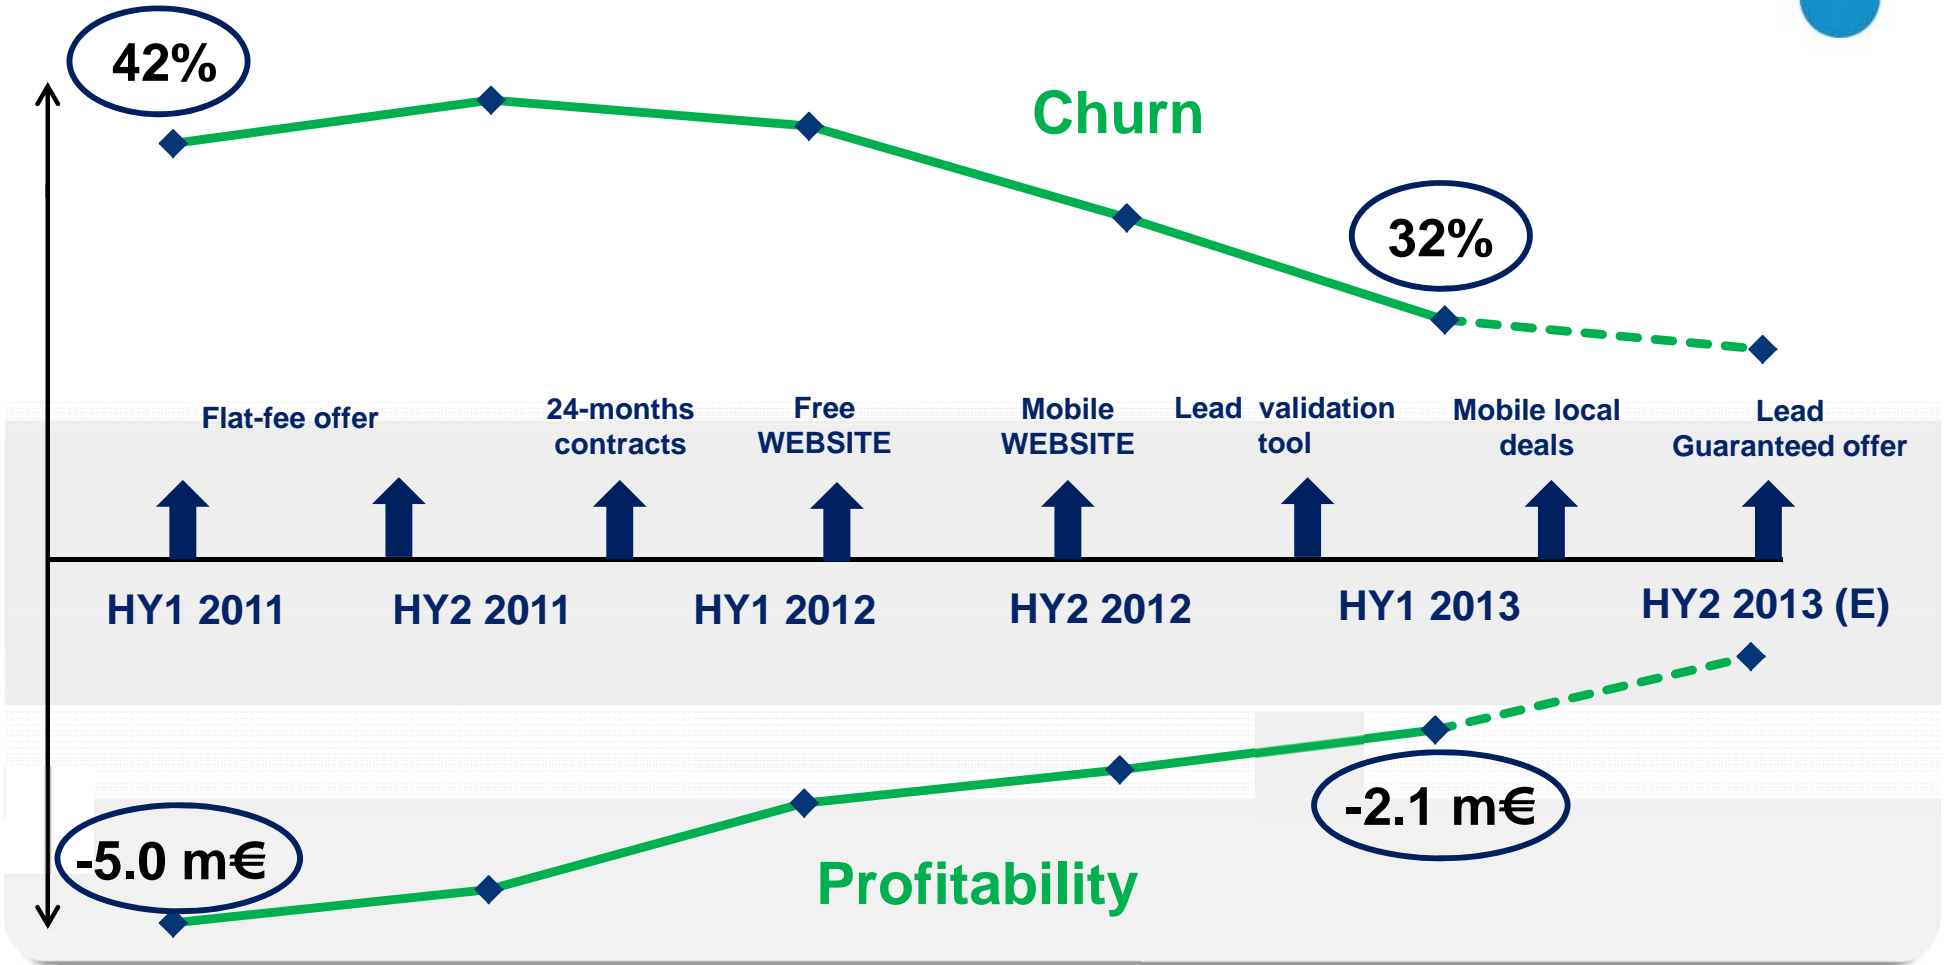 42%
Churn
32%
Flat-fee offer
24-months
contracts
Free
WEBSITE
Mobile
WEBSITE
Lead validation
tool
Mobile local
deals
Lead
Guaranteed offer
HY1 2011
HY2 2011
HY1 2012
HY2 2012
HY1 2013
HY2 2013 (E)
-5.0 m€
-2.1 m€
Profitability